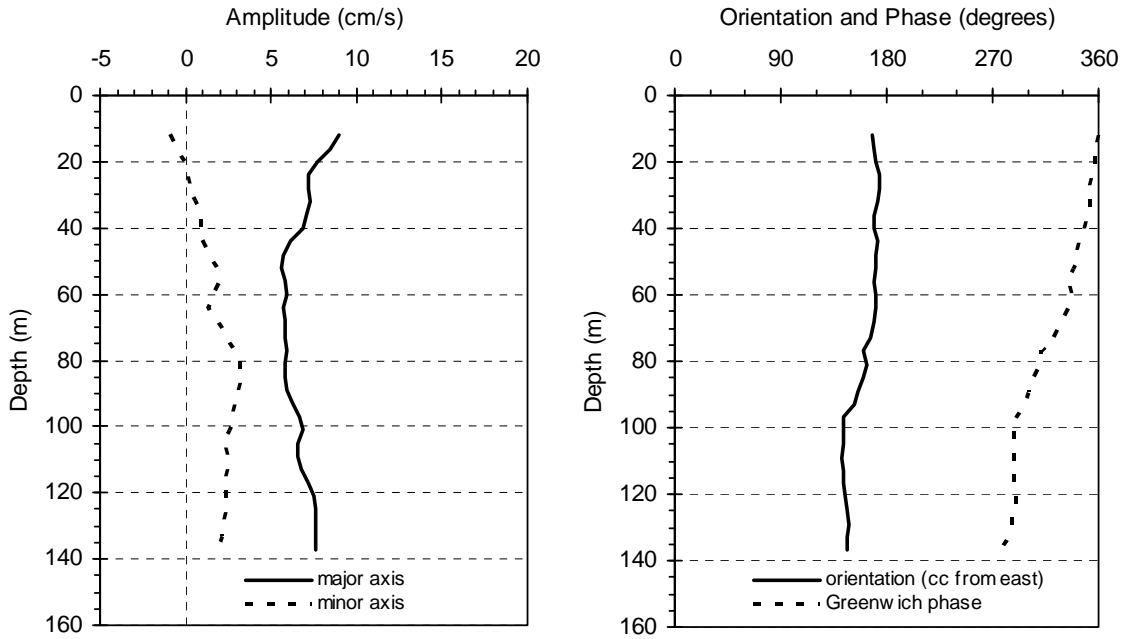 Amplitude (cm/s)
-5 0 5 10 15 20
0
20
40
60
80
100
120
140
160
Depth (m)
major axis
minor axis
Orientation and Phase (degrees)
0 90 180 270 360
0
20
40
60
80
100
120
140
160
Depth (m)
orientation (cc from east)
Greenwich phase